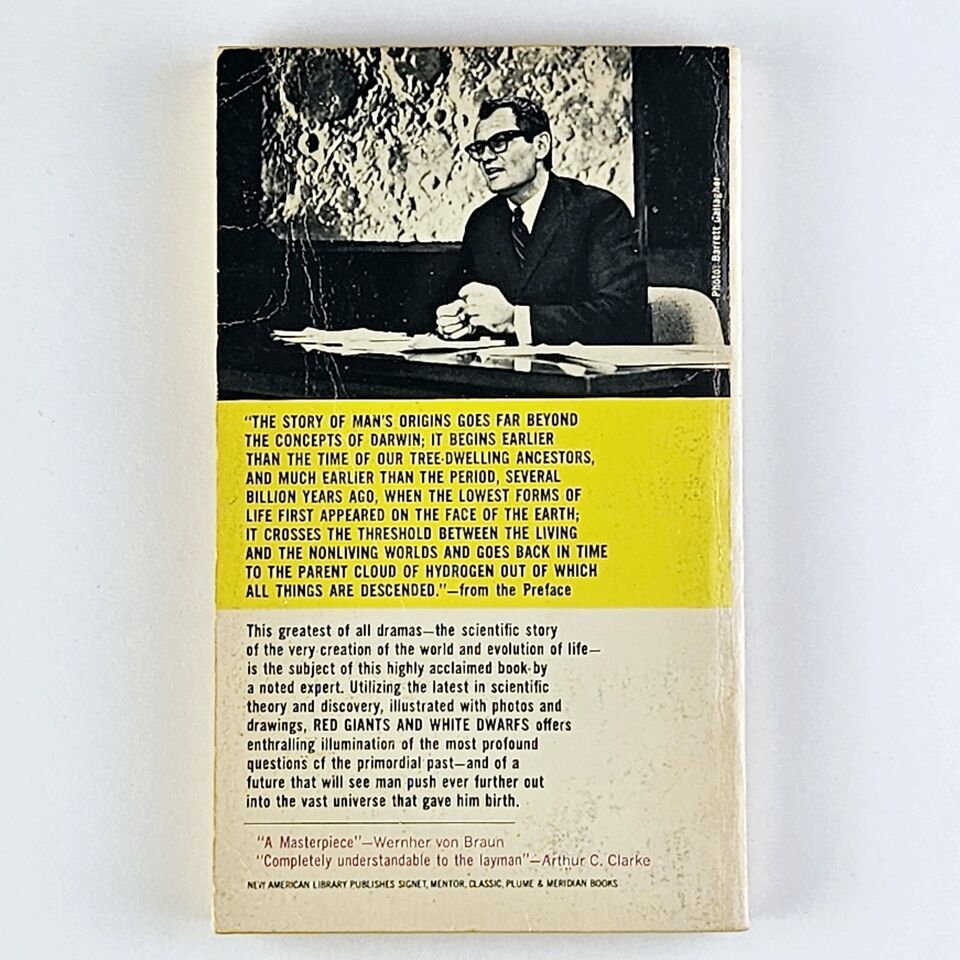 Photo: Barrett Gallagher
"THE STORY OF MAN'S ORIGINS GOES FAR BEYOND
THE CONCEPTS OF DARWIN; IT BEGINS EARLIER
THAN THE TIME OF OUR TREE-DWELLING ANCESTORS,
AND MUCH EARLIER THAN THE PERIOD, SEVERAL
BILLION YEARS AGO, WHEN THE LOWEST FORMS OF
LIFE FIRST APPEARED ON THE FACE OF THE EARTH;
IT CROSSES THE THRESHOLD BETWEEN THE LIVING
AND THE NONLIVING WORLDS AND GOES BACK IN TIME
TO THE PARENT CLOUD OF HYDROGEN OUT OF WHICH
ALL THINGS ARE DESCENDED."—from the Preface
This greatest of all dramas—the scientific story
of the very creation of the world and evolution of life—
is the subject of this highly acclaimed book by
a noted expert. Utilizing the latest in scientific
theory and discovery, illustrated with photos and
drawings, RED GIANTS AND WHITE DWARFS offers
enthralling illumination of the most profound
questions of the primordial past—and of a
future that will see man push ever further out
into the vast universe that gave him birth.
"A Masterpiece"—Wernher von Braun
"Completely understandable to the layman"—Arthur C. Clarke
NEW AMERICAN LIBRARY PUBLISHES SIGNET, MENTOR, CLASSIC, PLUME & MERIDIAN BOOKS